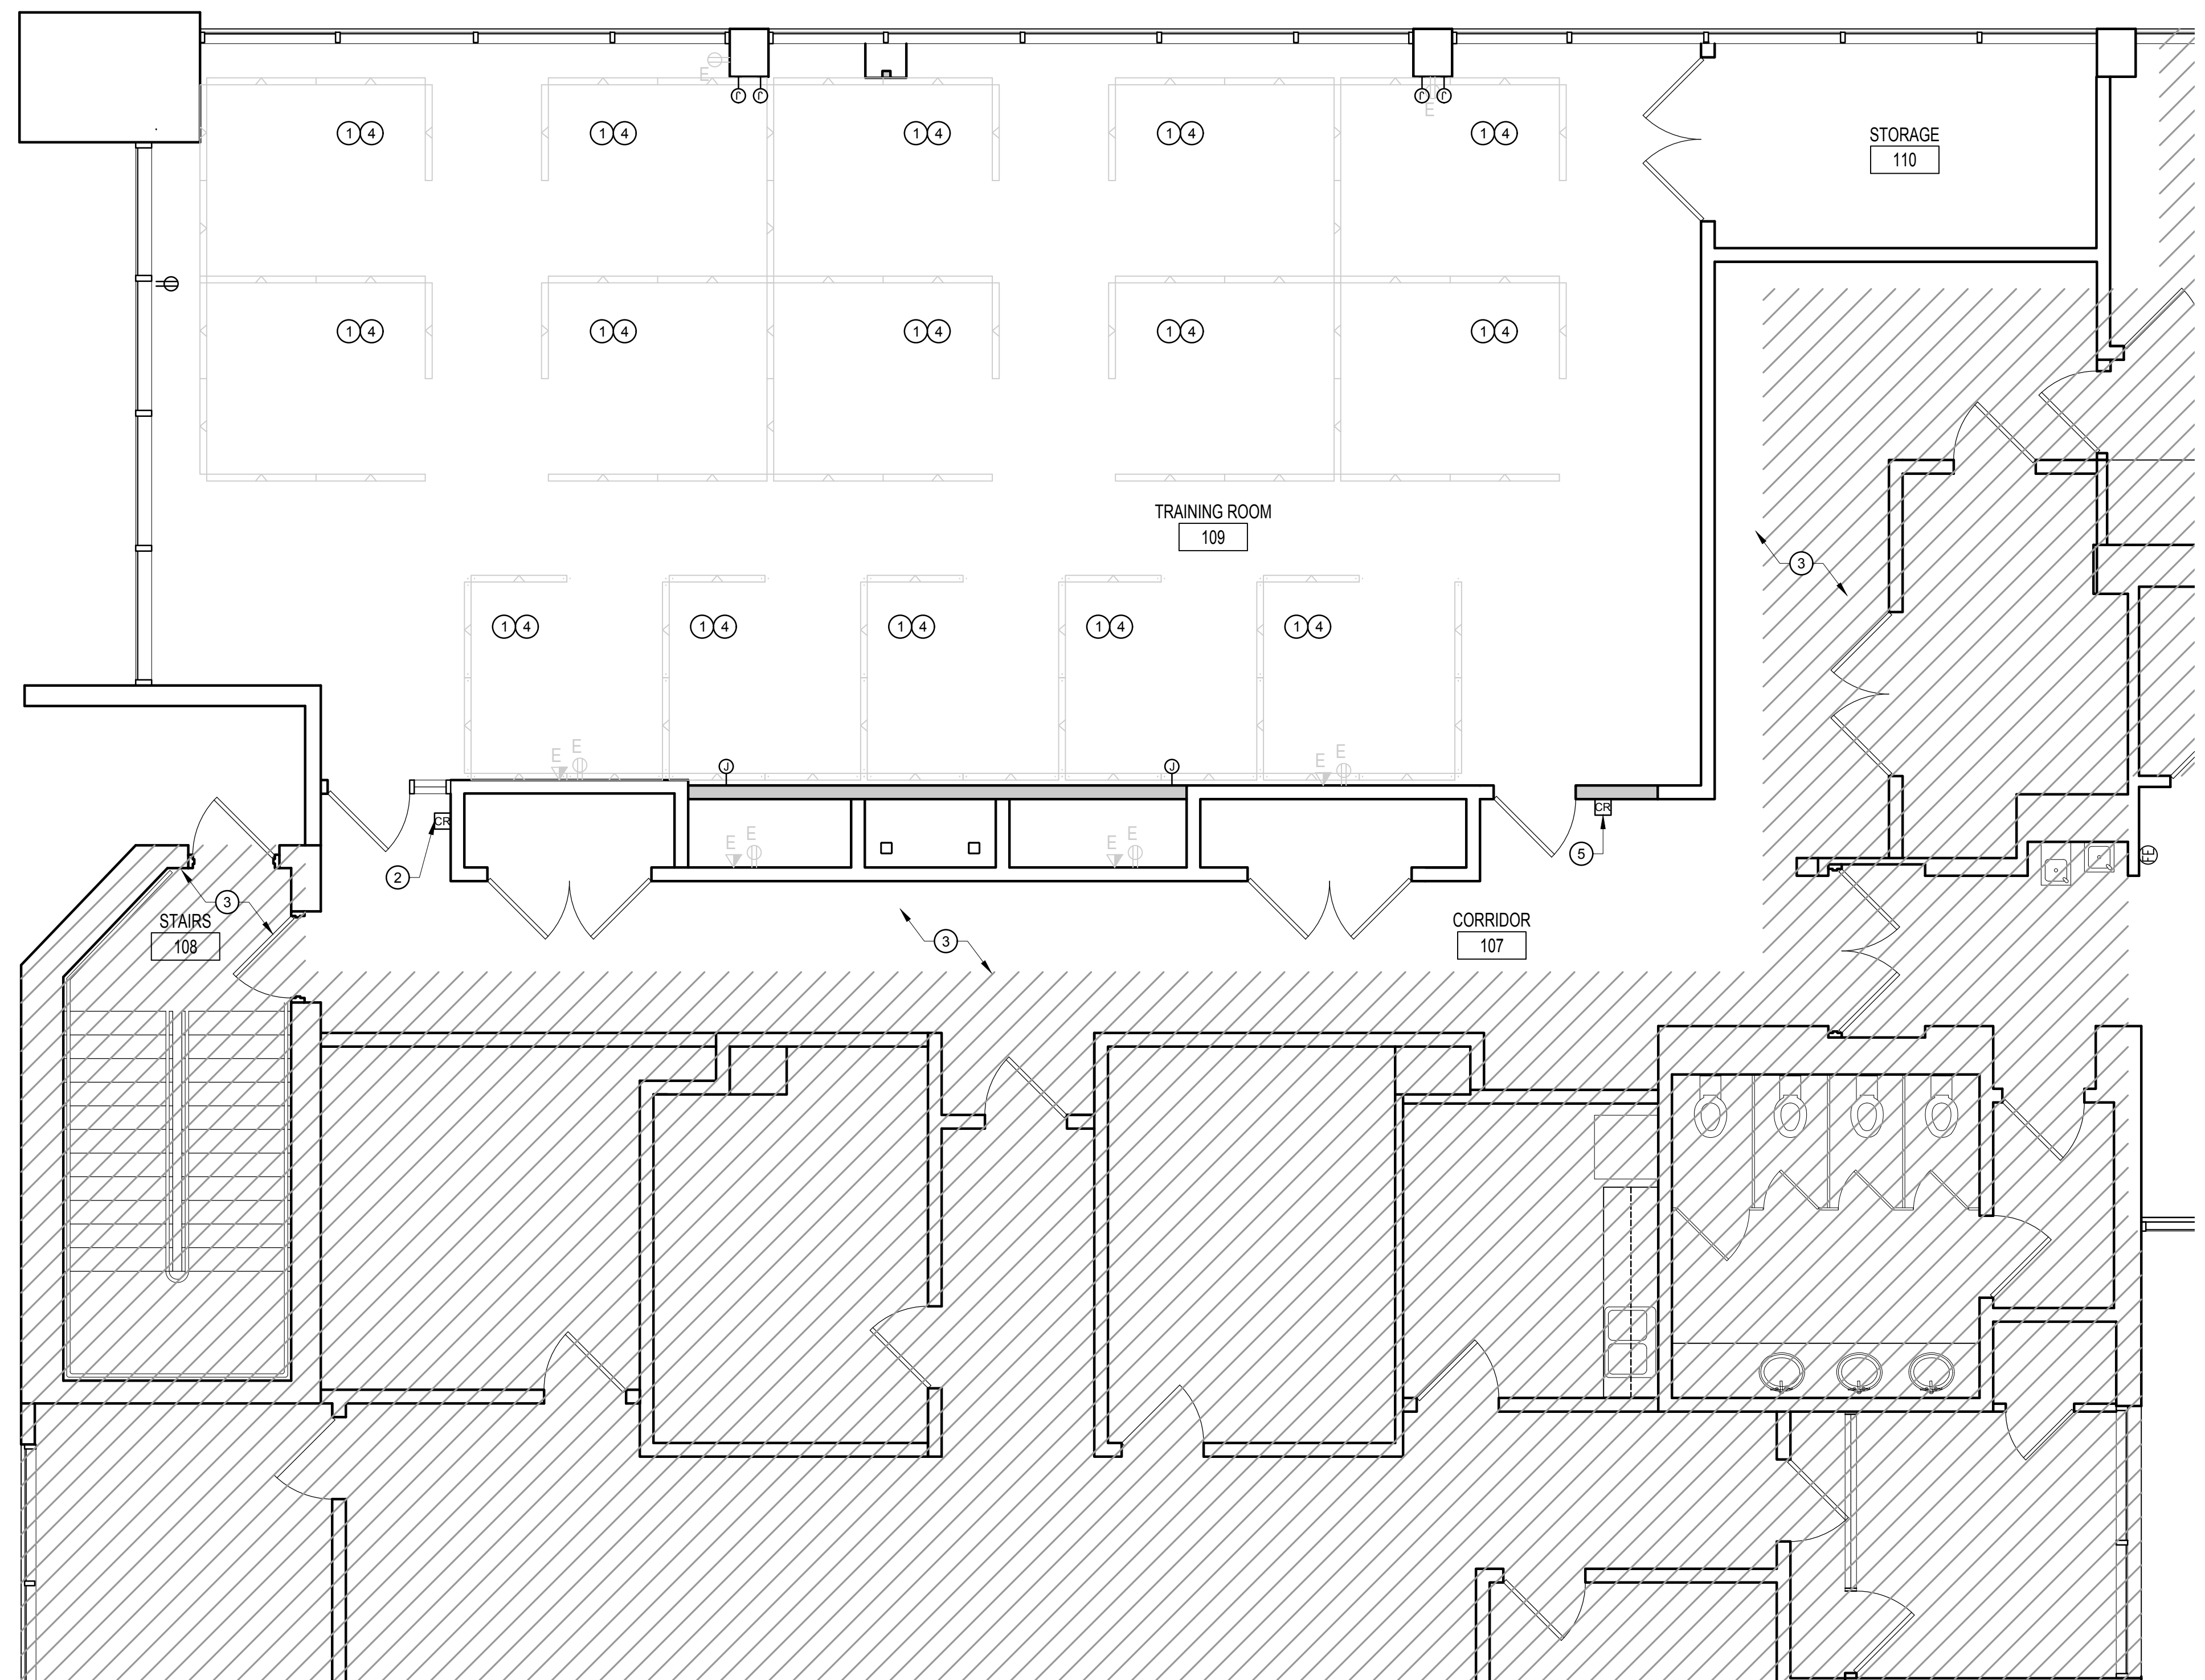 E
1 4 1 4 1 4 1 4 1 4
J J J J
E
STORAGE
110
1 4 1 4 1 4 1 4 1 4
TRAINING ROOM
109
3
1 4 1 4 1 4 1 4 1 4
E E E E
J J
CR
CR
2
E E E E
5
FE
3
STAIRS
108
3
CORRIDOR
107